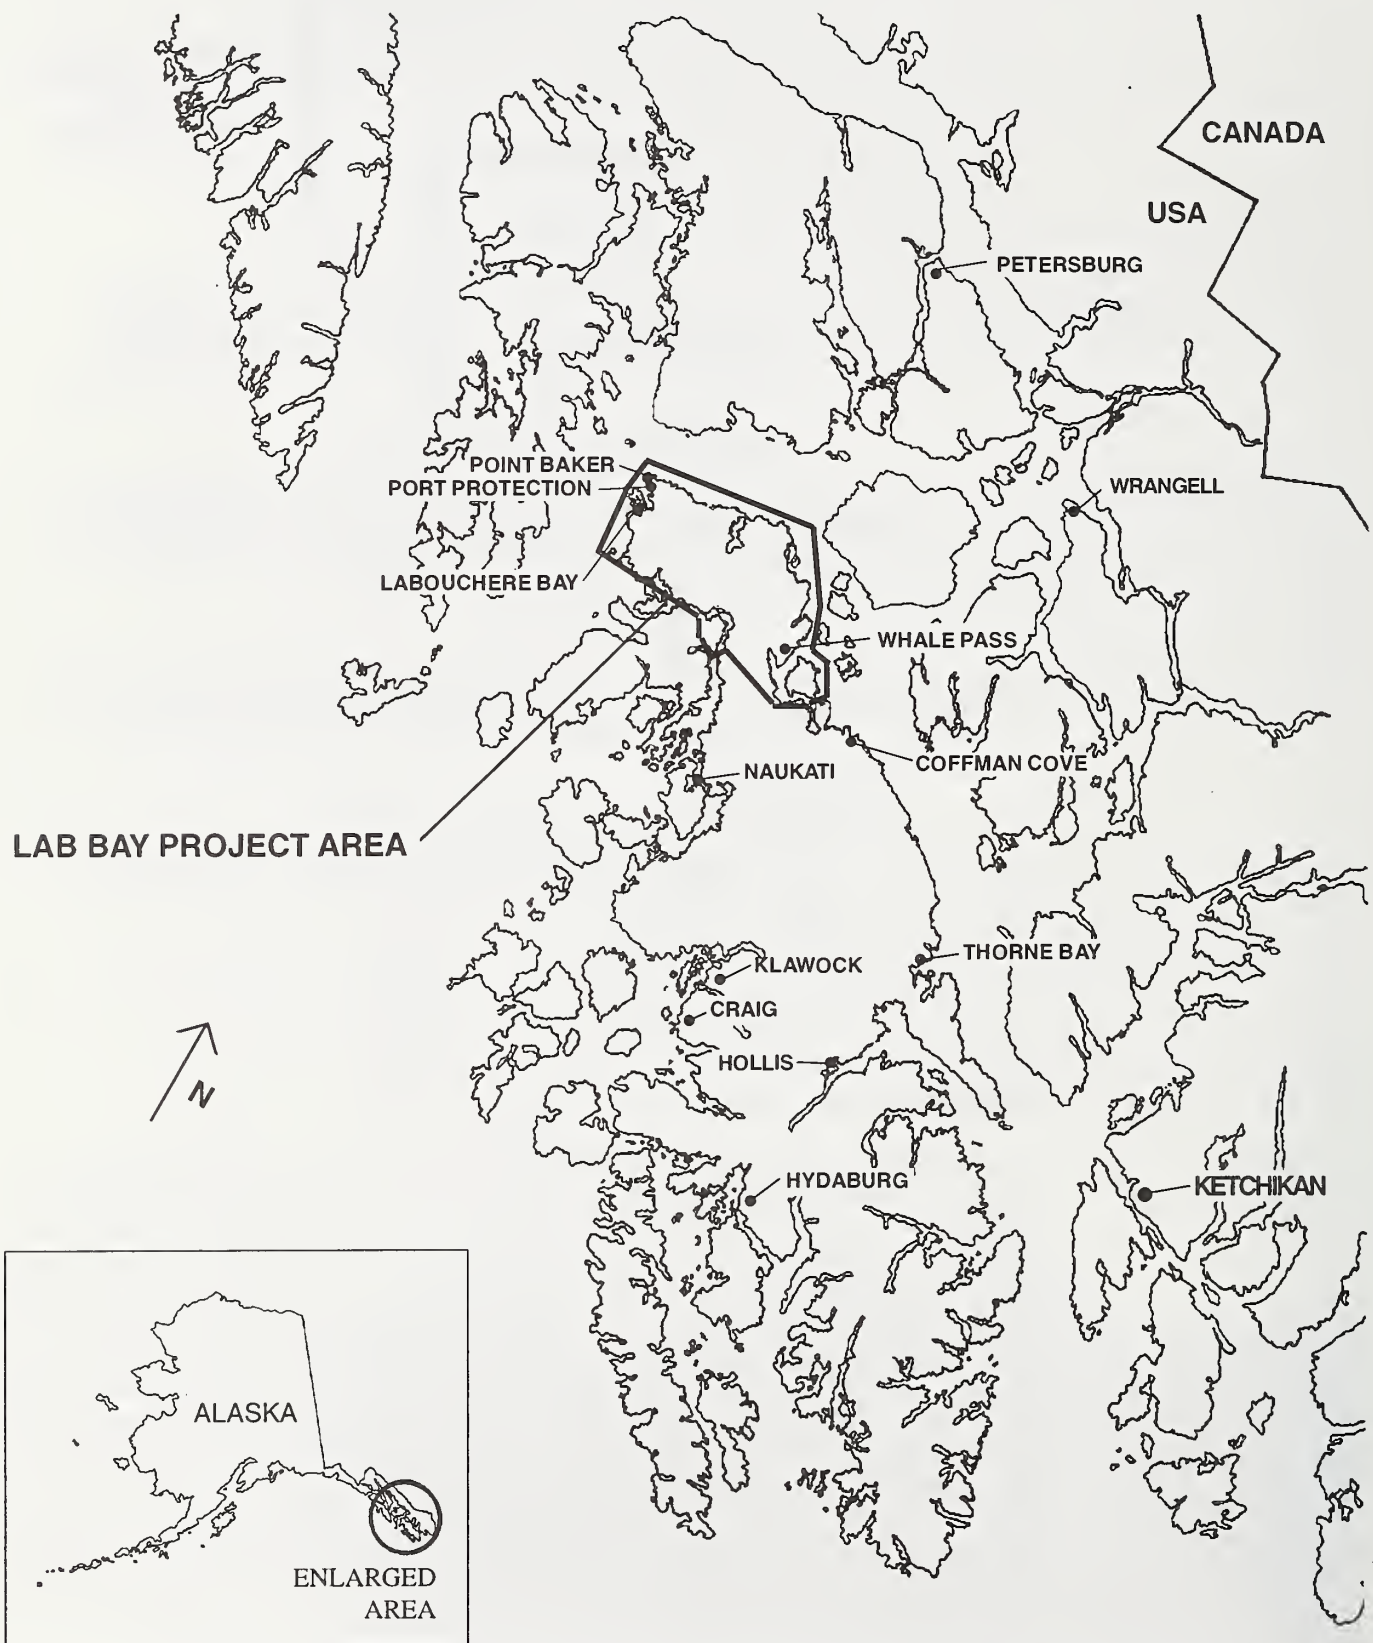 CANADA
USA
PETERSBURG
POINT BAKER
PORT PROTECTION
WRANGELL
LABOUCHERE BAY
WHALE PASS
COFFMAN COVE
NAUKATI
LAB BAY PROJECT AREA
THORNE BAY
KLAWOCK
CRAIG
HOLLIS
N
HYDABURG
KETCHIKAN
ALASKA
ENLARGED
AREA